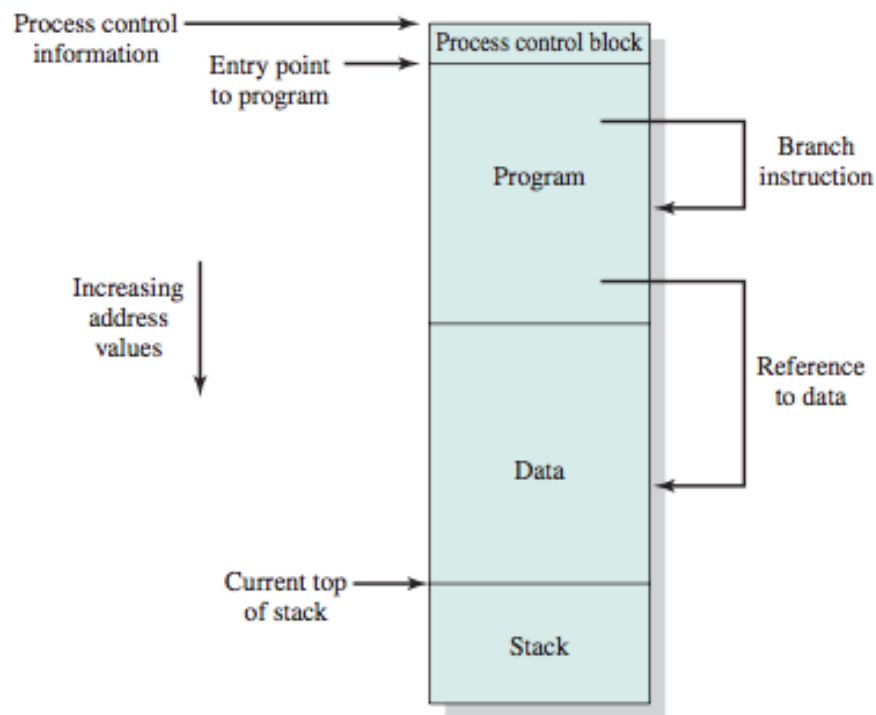 Process control
information
Process control block
Entry point
to program
Branch
instruction
Program
Increasing
address
values
Reference
to data
Data
Current top
of stack
Stack